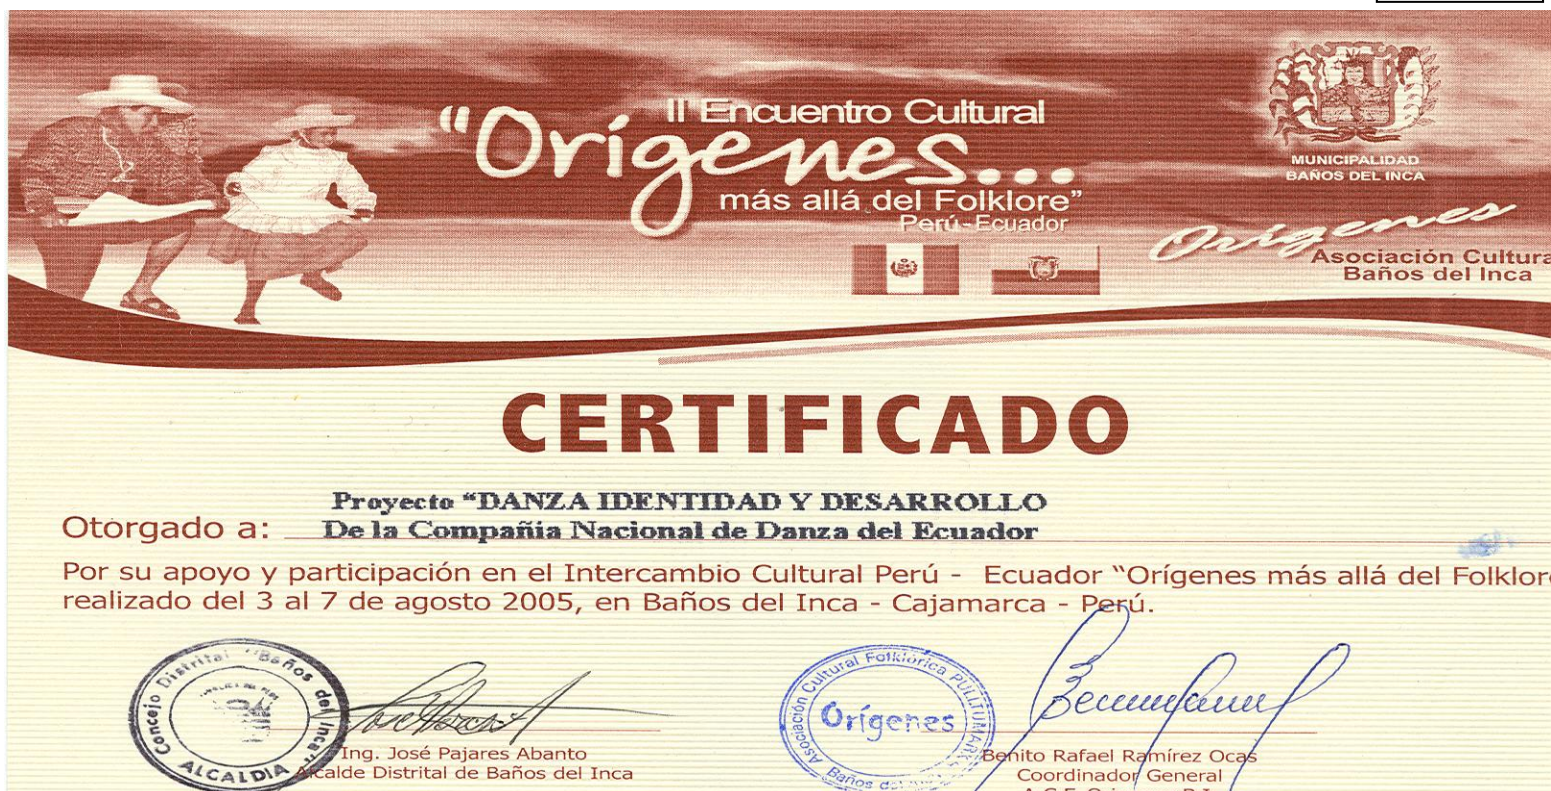 II Encuentro Cultural
"Orígenes...
más allá del Folklore"
Perú-Ecuador
MUNICIPALIDAD
BAÑOS DEL INCA
Orígenes
Asociación Cultura
Baños del Inca
CERTIFICADO
Proyecto "DANZA IDENTIDAD Y DESARROLLO
Otorgado a: De la Compañia Nacional de Danza del Ecuador
Por su apoyo y participación en el Intercambio Cultural Perú - Ecuador "Orígenes más allá del Folklore
realizado del 3 al 7 de agosto 2005, en Baños del Inca - Cajamarca - Perú.
Concejo Distrital "Baños del Inca"
ALCALDIA
Ing. José Pajares Abanto
Alcalde Distrital de Baños del Inca
Asociación Cultural Folklórica
Orígenes
Baños del
Benito Rafael Ramírez Ocas
Coordinador General